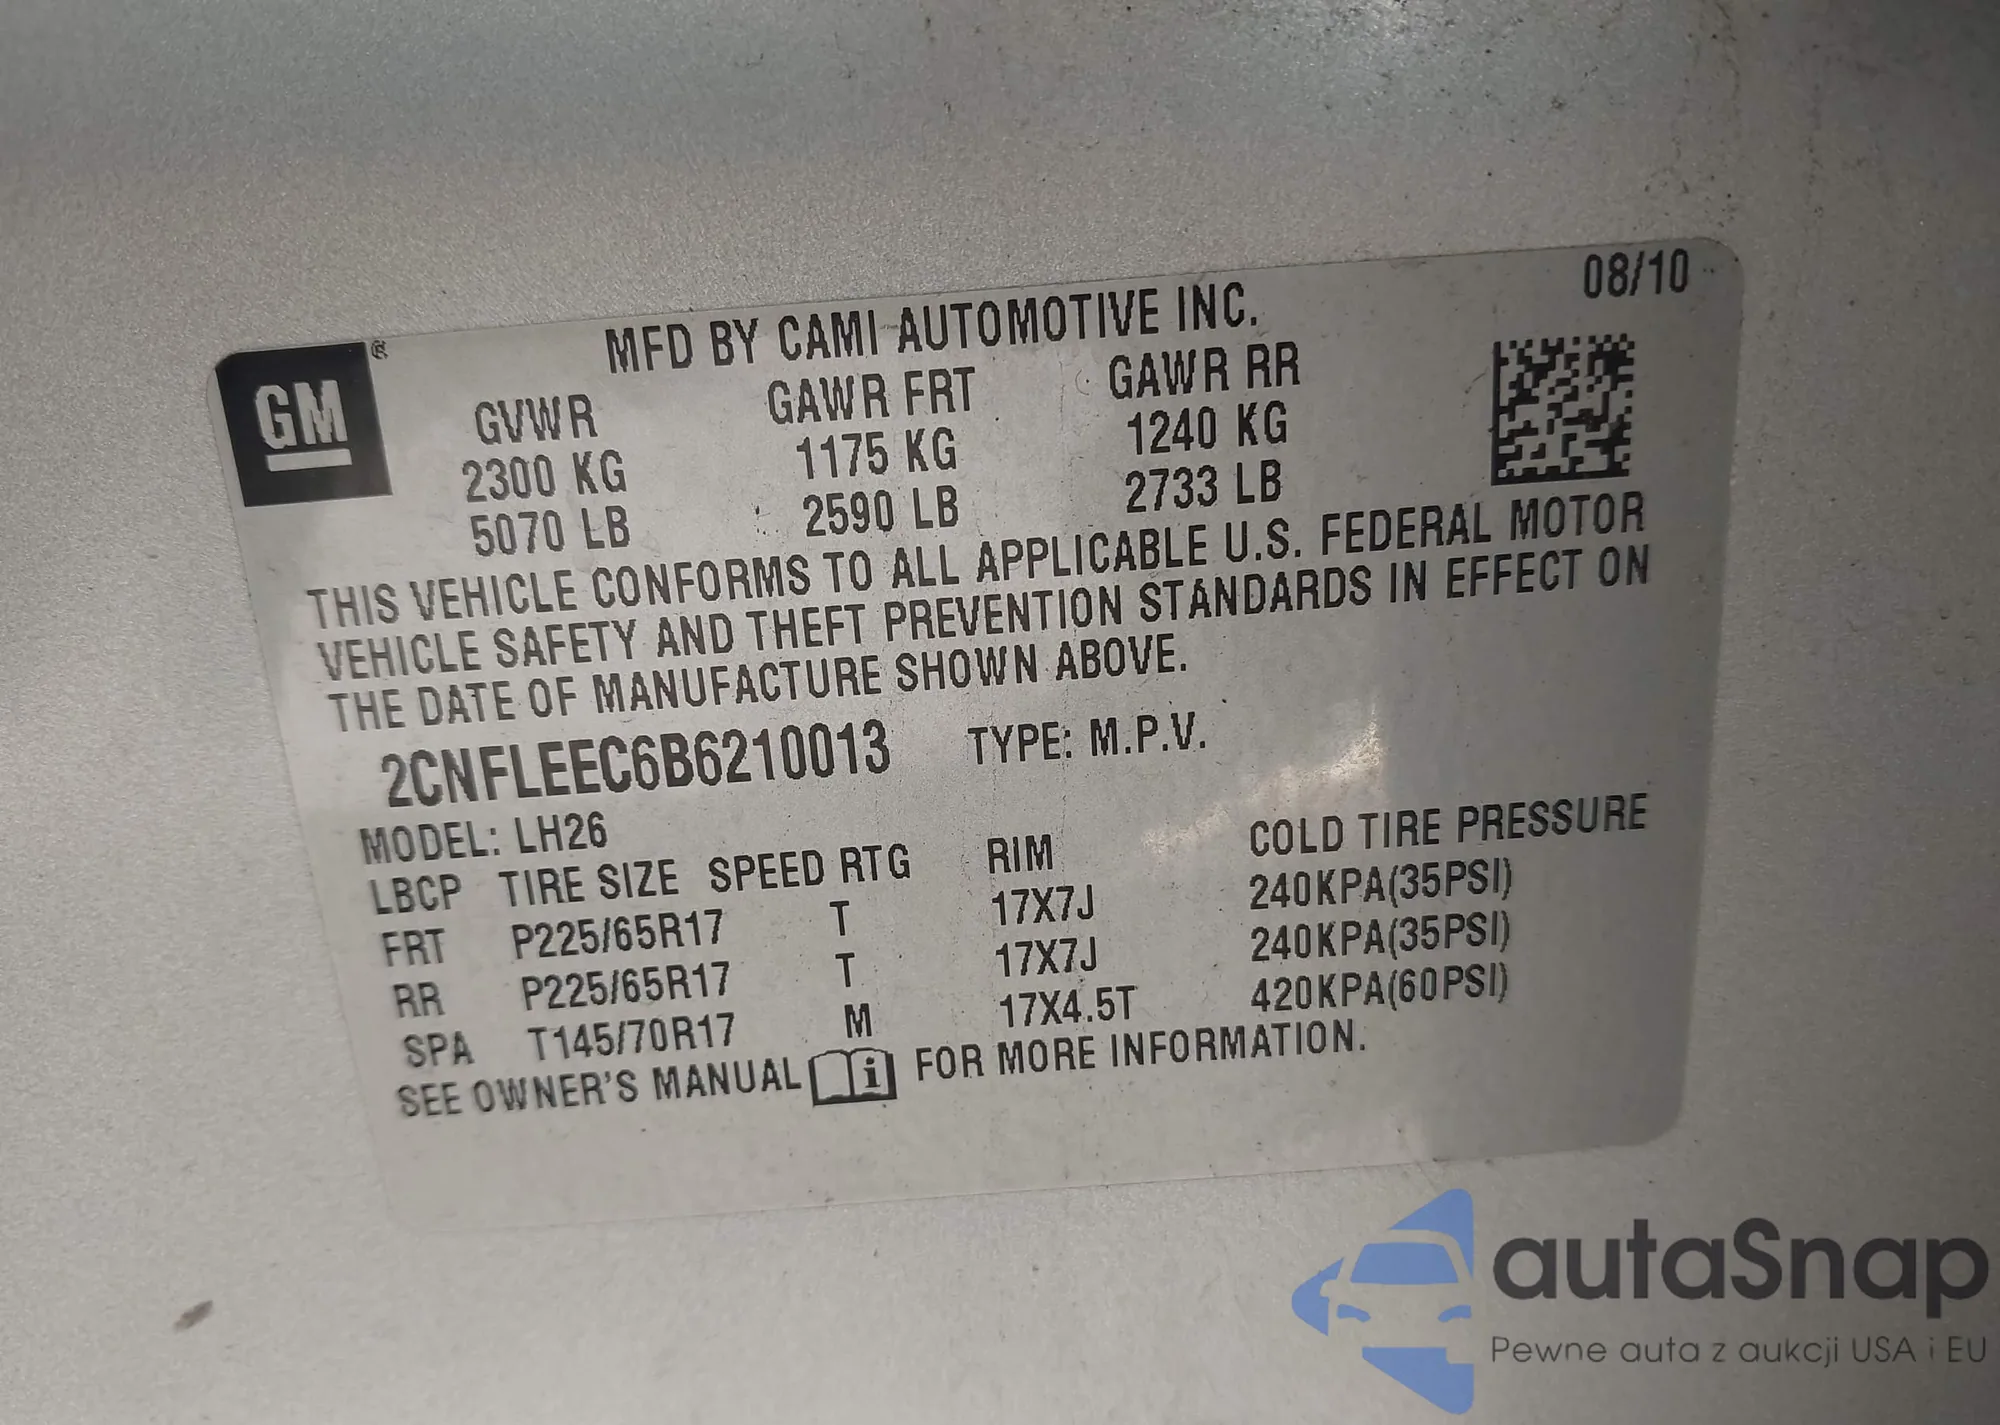 08/10
MFD BY CAMI AUTOMOTIVE INC.
GM®
GVWR GAWR FRT GAWR RR
2300 KG 1175 KG 1240 KG
5070 LB 2590 LB 2733 LB
THIS VEHICLE CONFORMS TO ALL APPLICABLE U.S. FEDERAL MOTOR
VEHICLE SAFETY AND THEFT PREVENTION STANDARDS IN EFFECT ON
THE DATE OF MANUFACTURE SHOWN ABOVE.
2CNFLEEC6B6210013 TYPE: M.P.V.
MODEL: LH26
LBCP TIRE SIZE SPEED RTG RIM COLD TIRE PRESSURE
FRT P225/65R17 T 17X7J 240KPA(35PSI)
RR P225/65R17 T 17X7J 240KPA(35PSI)
SPA T145/70R17 M 17X4.5T 420KPA(60PSI)
SEE OWNER'S MANUAL i FOR MORE INFORMATION.
autaSnap
Pewne auta z aukcji USA i EU